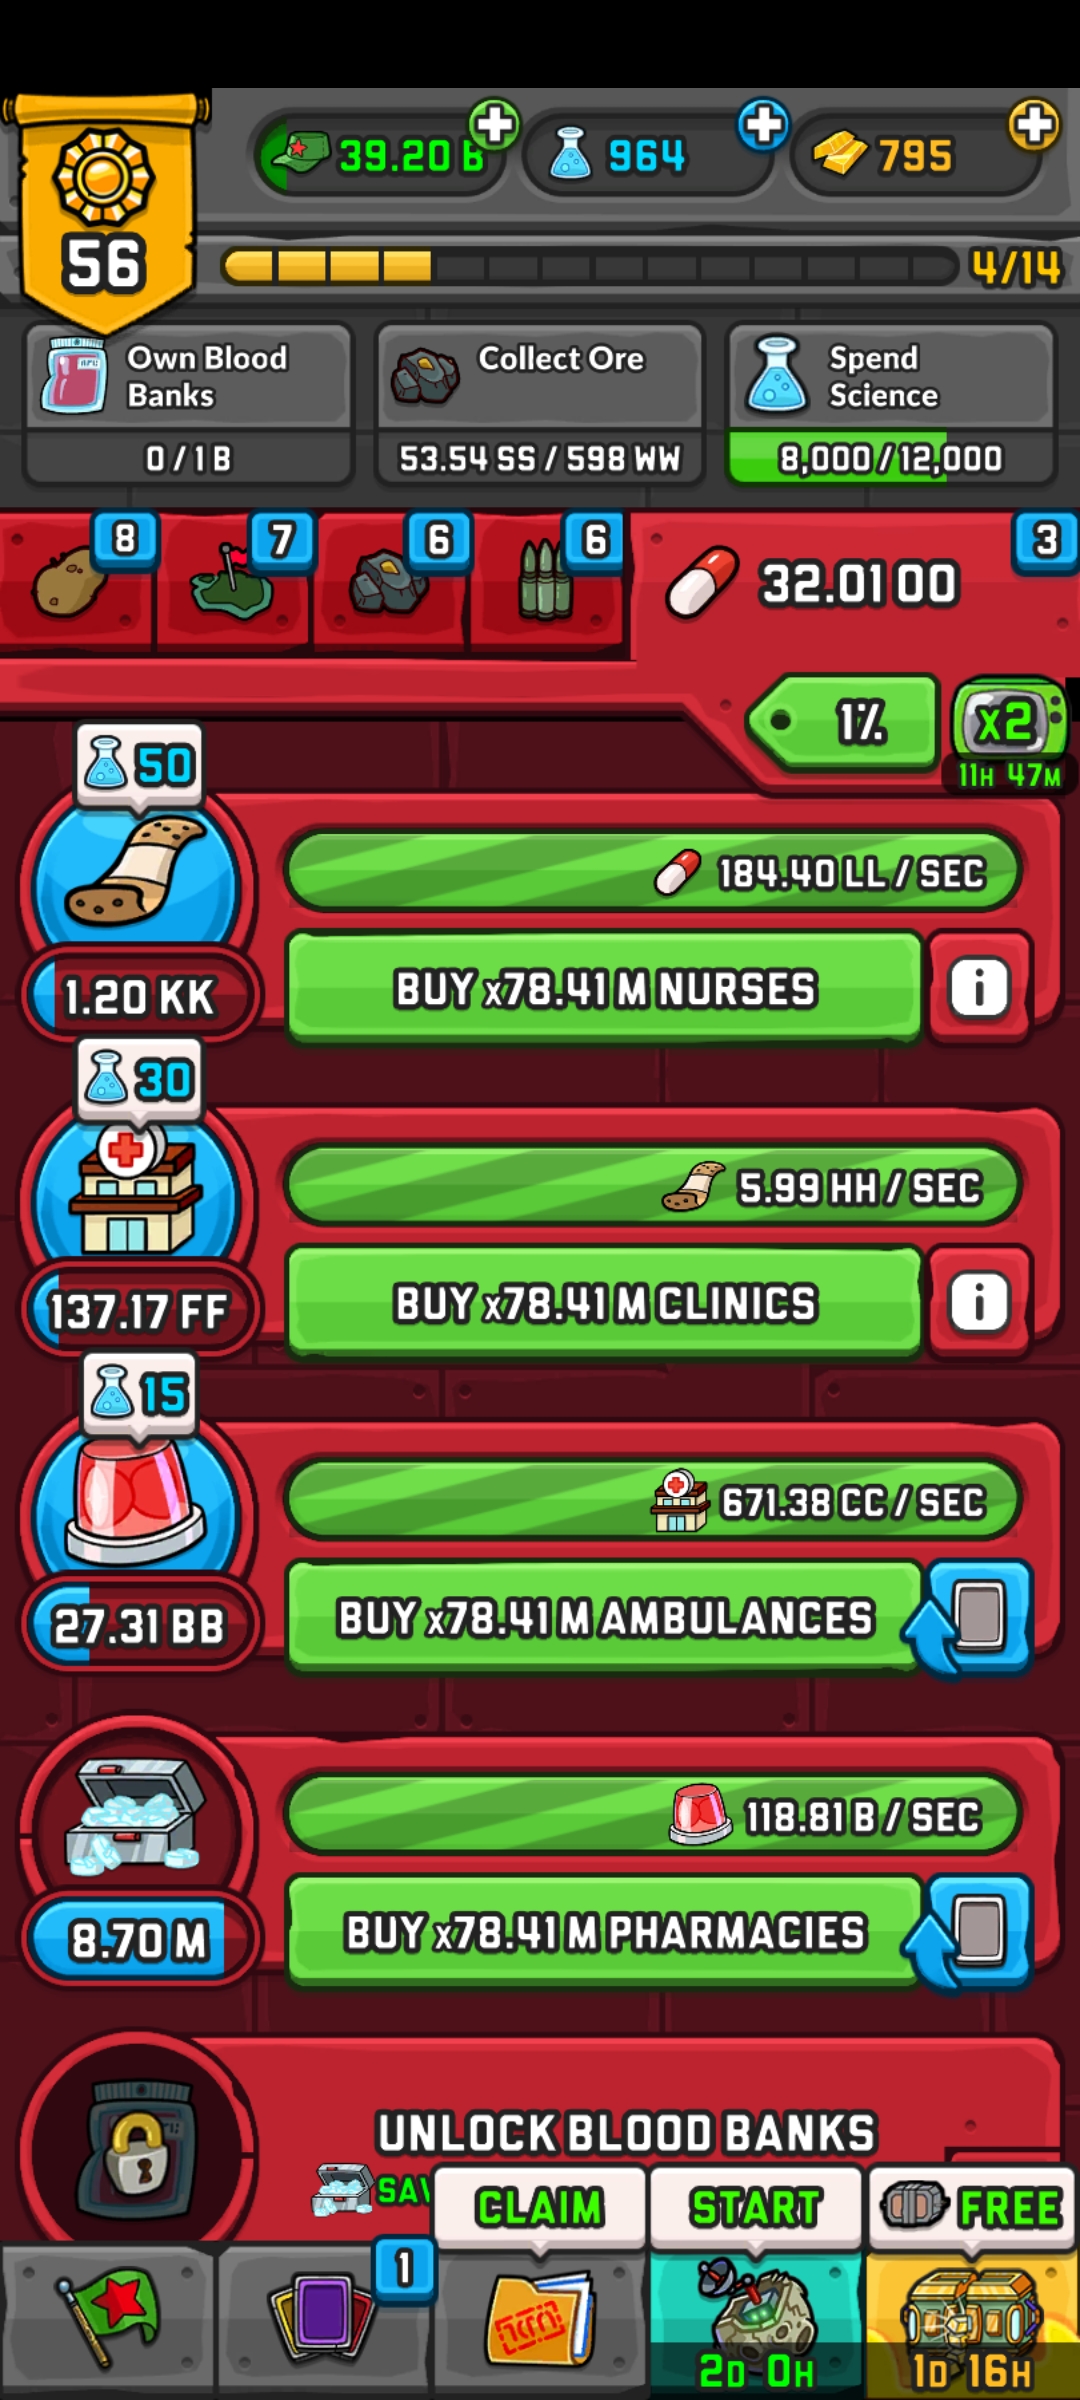 39.20 B
964
795
56
4/14
Own Blood Banks
0 / 1 B
Collect Ore
53.54 SS / 598 WW
Spend Science
8,000 / 12,000
8
7
6
6
32.01 OO
3
1%
x2
11H 47M
50
184.40 LL / SEC
1.20 KK
BUY x78.41 M NURSES
i
30
5.99 HH / SEC
137.17 FF
BUY x78.41 M CLINICS
i
15
671.38 CC / SEC
27.31 BB
BUY x78.41 M AMBULANCES
118.81 B / SEC
8.70 M
BUY x78.41 M PHARMACIES
UNLOCK BLOOD BANKS
CLAIM
START
FREE
1
2D 0H
1D 16H